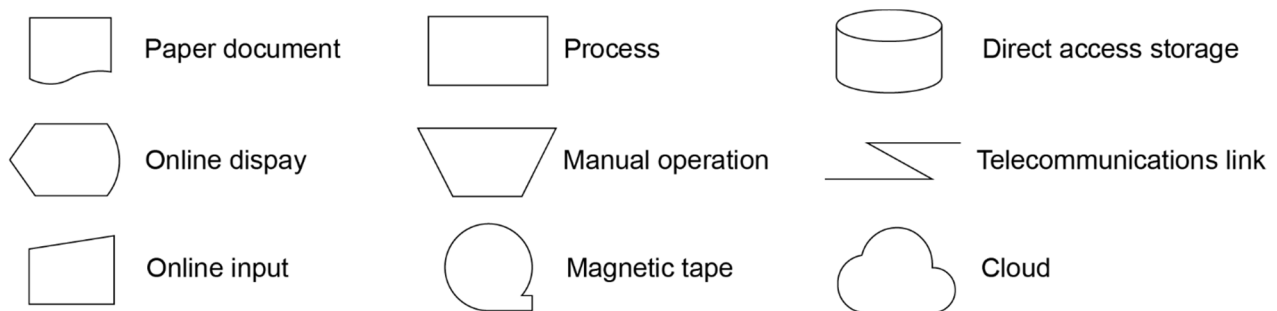 Paper document
Process
Direct access storage
Online dispay
Manual operation
Telecommunications link
Online input
Magnetic tape
Cloud